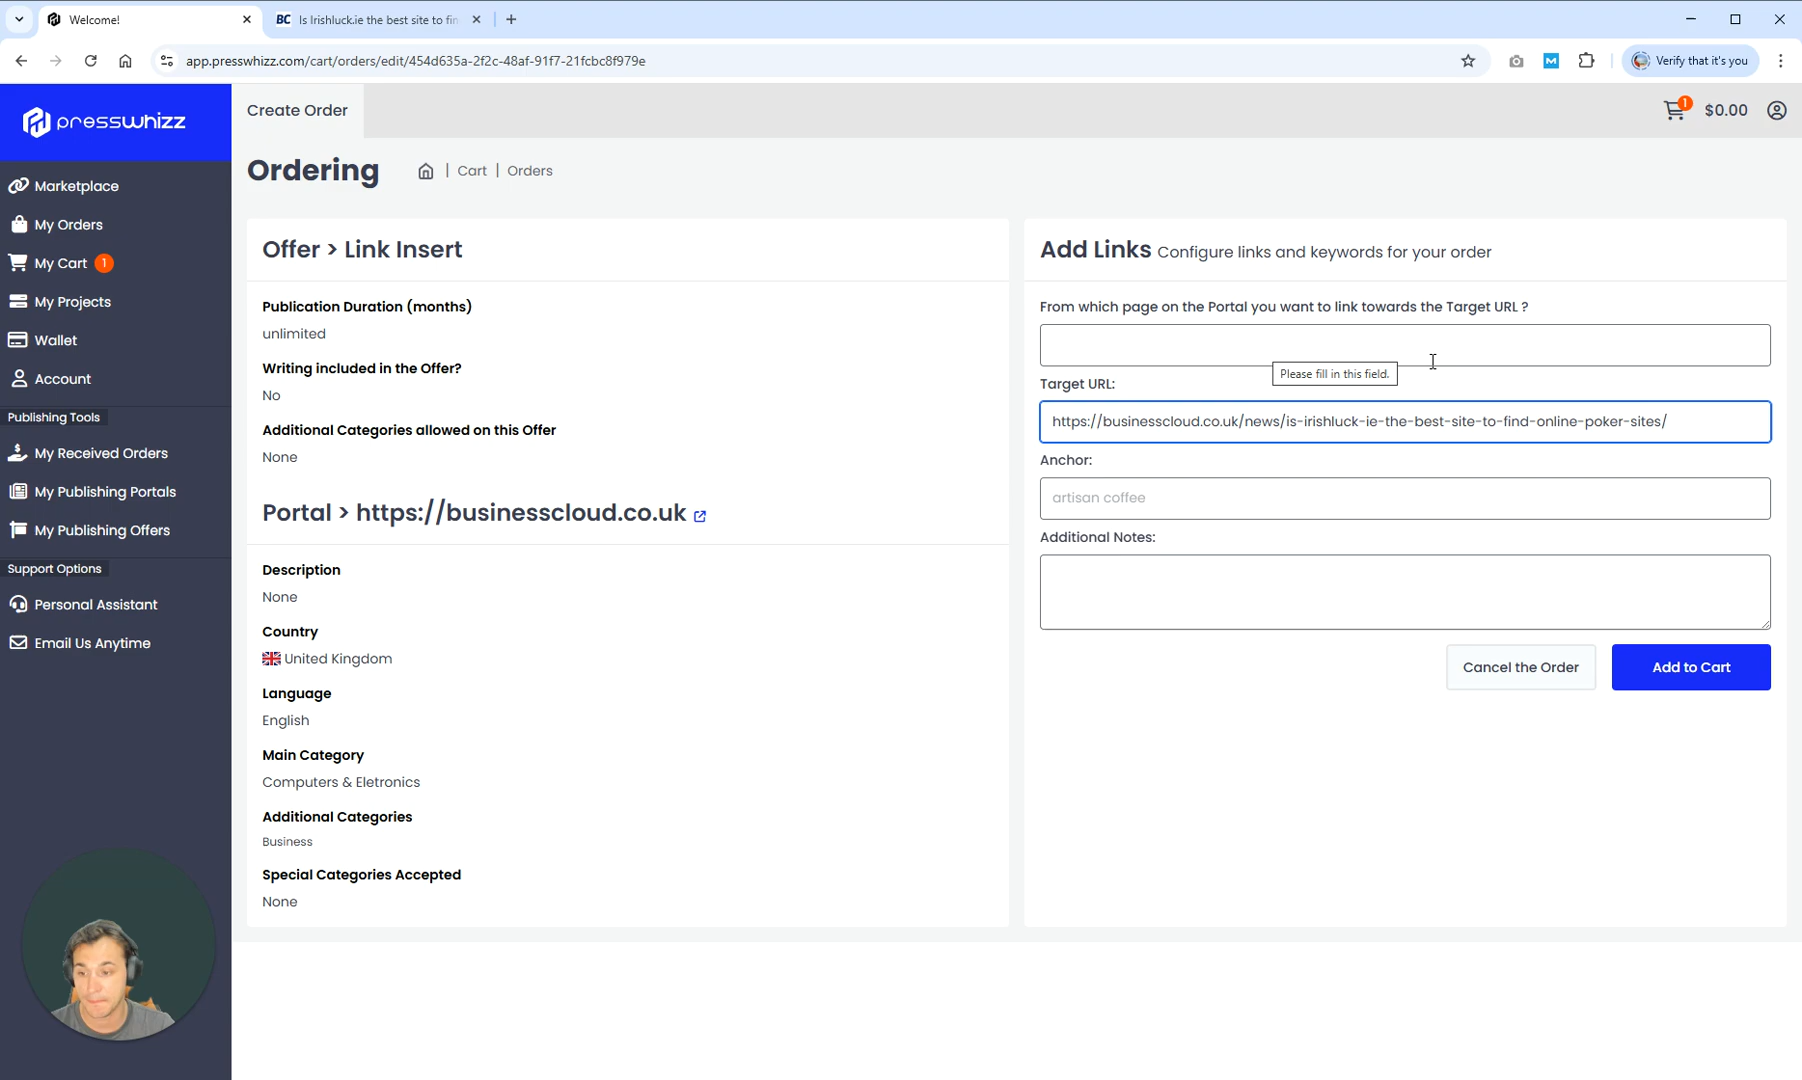 Welcome!
BC Is Irishluck.ie the best site to fin
app.presswhizz.com/cart/orders/edit/454d635a-2f2c-48af-91f7-21fcbc8f979e
M
Verify that it's you
presswhizz
Create Order
1
$0.00
Marketplace
My Orders
My Cart 1
My Projects
Wallet
Account
Publishing Tools
My Received Orders
My Publishing Portals
My Publishing Offers
Support Options
Personal Assistant
Email Us Anytime
Ordering
| Cart | Orders
Offer > Link Insert
Publication Duration (months)
unlimited
Writing included in the Offer?
No
Additional Categories allowed on this Offer
None
Portal > https://businesscloud.co.uk
Description
None
Country
United Kingdom
Language
English
Main Category
Computers & Eletronics
Additional Categories
Business
Special Categories Accepted
None
Add Links Configure links and keywords for your order
From which page on the Portal you want to link towards the Target URL ?
Please fill in this field.
Target URL:
https://businesscloud.co.uk/news/is-irishluck-ie-the-best-site-to-find-online-poker-sites/
Anchor:
artisan coffee
Additional Notes:
Cancel the Order
Add to Cart